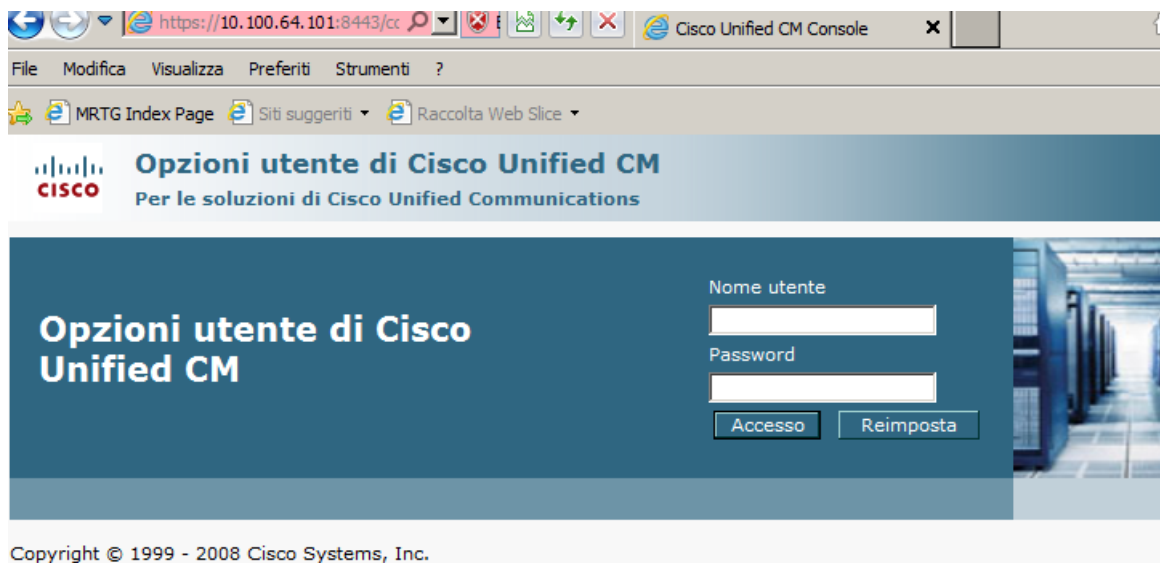 https://10.100.64.101:8443/cc
Cisco Unified CM Console
File Modifica Visualizza Preferiti Strumenti ?
MRTG Index Page Siti suggeriti Raccolta Web Slice
CISCO
Opzioni utente di Cisco Unified CM
Per le soluzioni di Cisco Unified Communications
Opzioni utente di Cisco
Unified CM
Nome utente
Password
Accesso Reimposta
Copyright © 1999 - 2008 Cisco Systems, Inc.